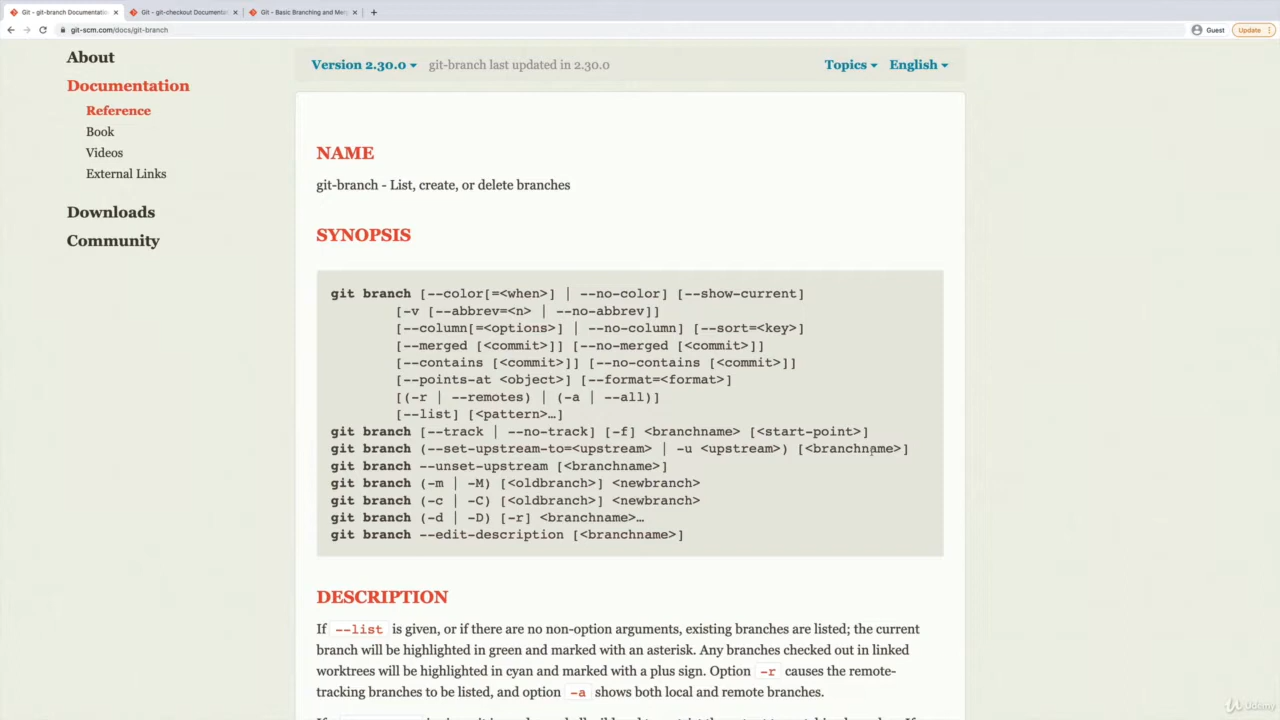 Git - git-branch Documentation
Git - git-checkout Documentat
Git - Basic Branching and Mer
git-scm.com/docs/git-branch
Guest
Update
About
Documentation
Reference
Book
Videos
External Links
Downloads
Community
Version 2.30.0
git-branch last updated in 2.30.0
Topics
English
NAME
git-branch - List, create, or delete branches
SYNOPSIS
git branch [--color[=<when>] | --no-color] [--show-current]
[-v [--abbrev=<n> | --no-abbrev]]
[--column[=<options>] | --no-column] [--sort=<key>]
[--merged [<commit>]] [--no-merged [<commit>]]
[--contains [<commit>]] [--no-contains [<commit>]]
[--points-at <object>] [--format=<format>]
[(-r | --remotes) | (-a | --all)]
[--list] [<pattern>…]
git branch [--track | --no-track] [-f] <branchname> [<start-point>]
git branch (--set-upstream-to=<upstream> | -u <upstream>) [<branchname>]
git branch --unset-upstream [<branchname>]
git branch (-m | -M) [<oldbranch>] <newbranch>
git branch (-c | -C) [<oldbranch>] <newbranch>
git branch (-d | -D) [-r] <branchname>…
git branch --edit-description [<branchname>]
DESCRIPTION
If --list is given, or if there are no non-option arguments, existing branches are listed; the current
branch will be highlighted in green and marked with an asterisk. Any branches checked out in linked
worktrees will be highlighted in cyan and marked with a plus sign. Option -r causes the remote-
tracking branches to be listed, and option -a shows both local and remote branches.
Udemy